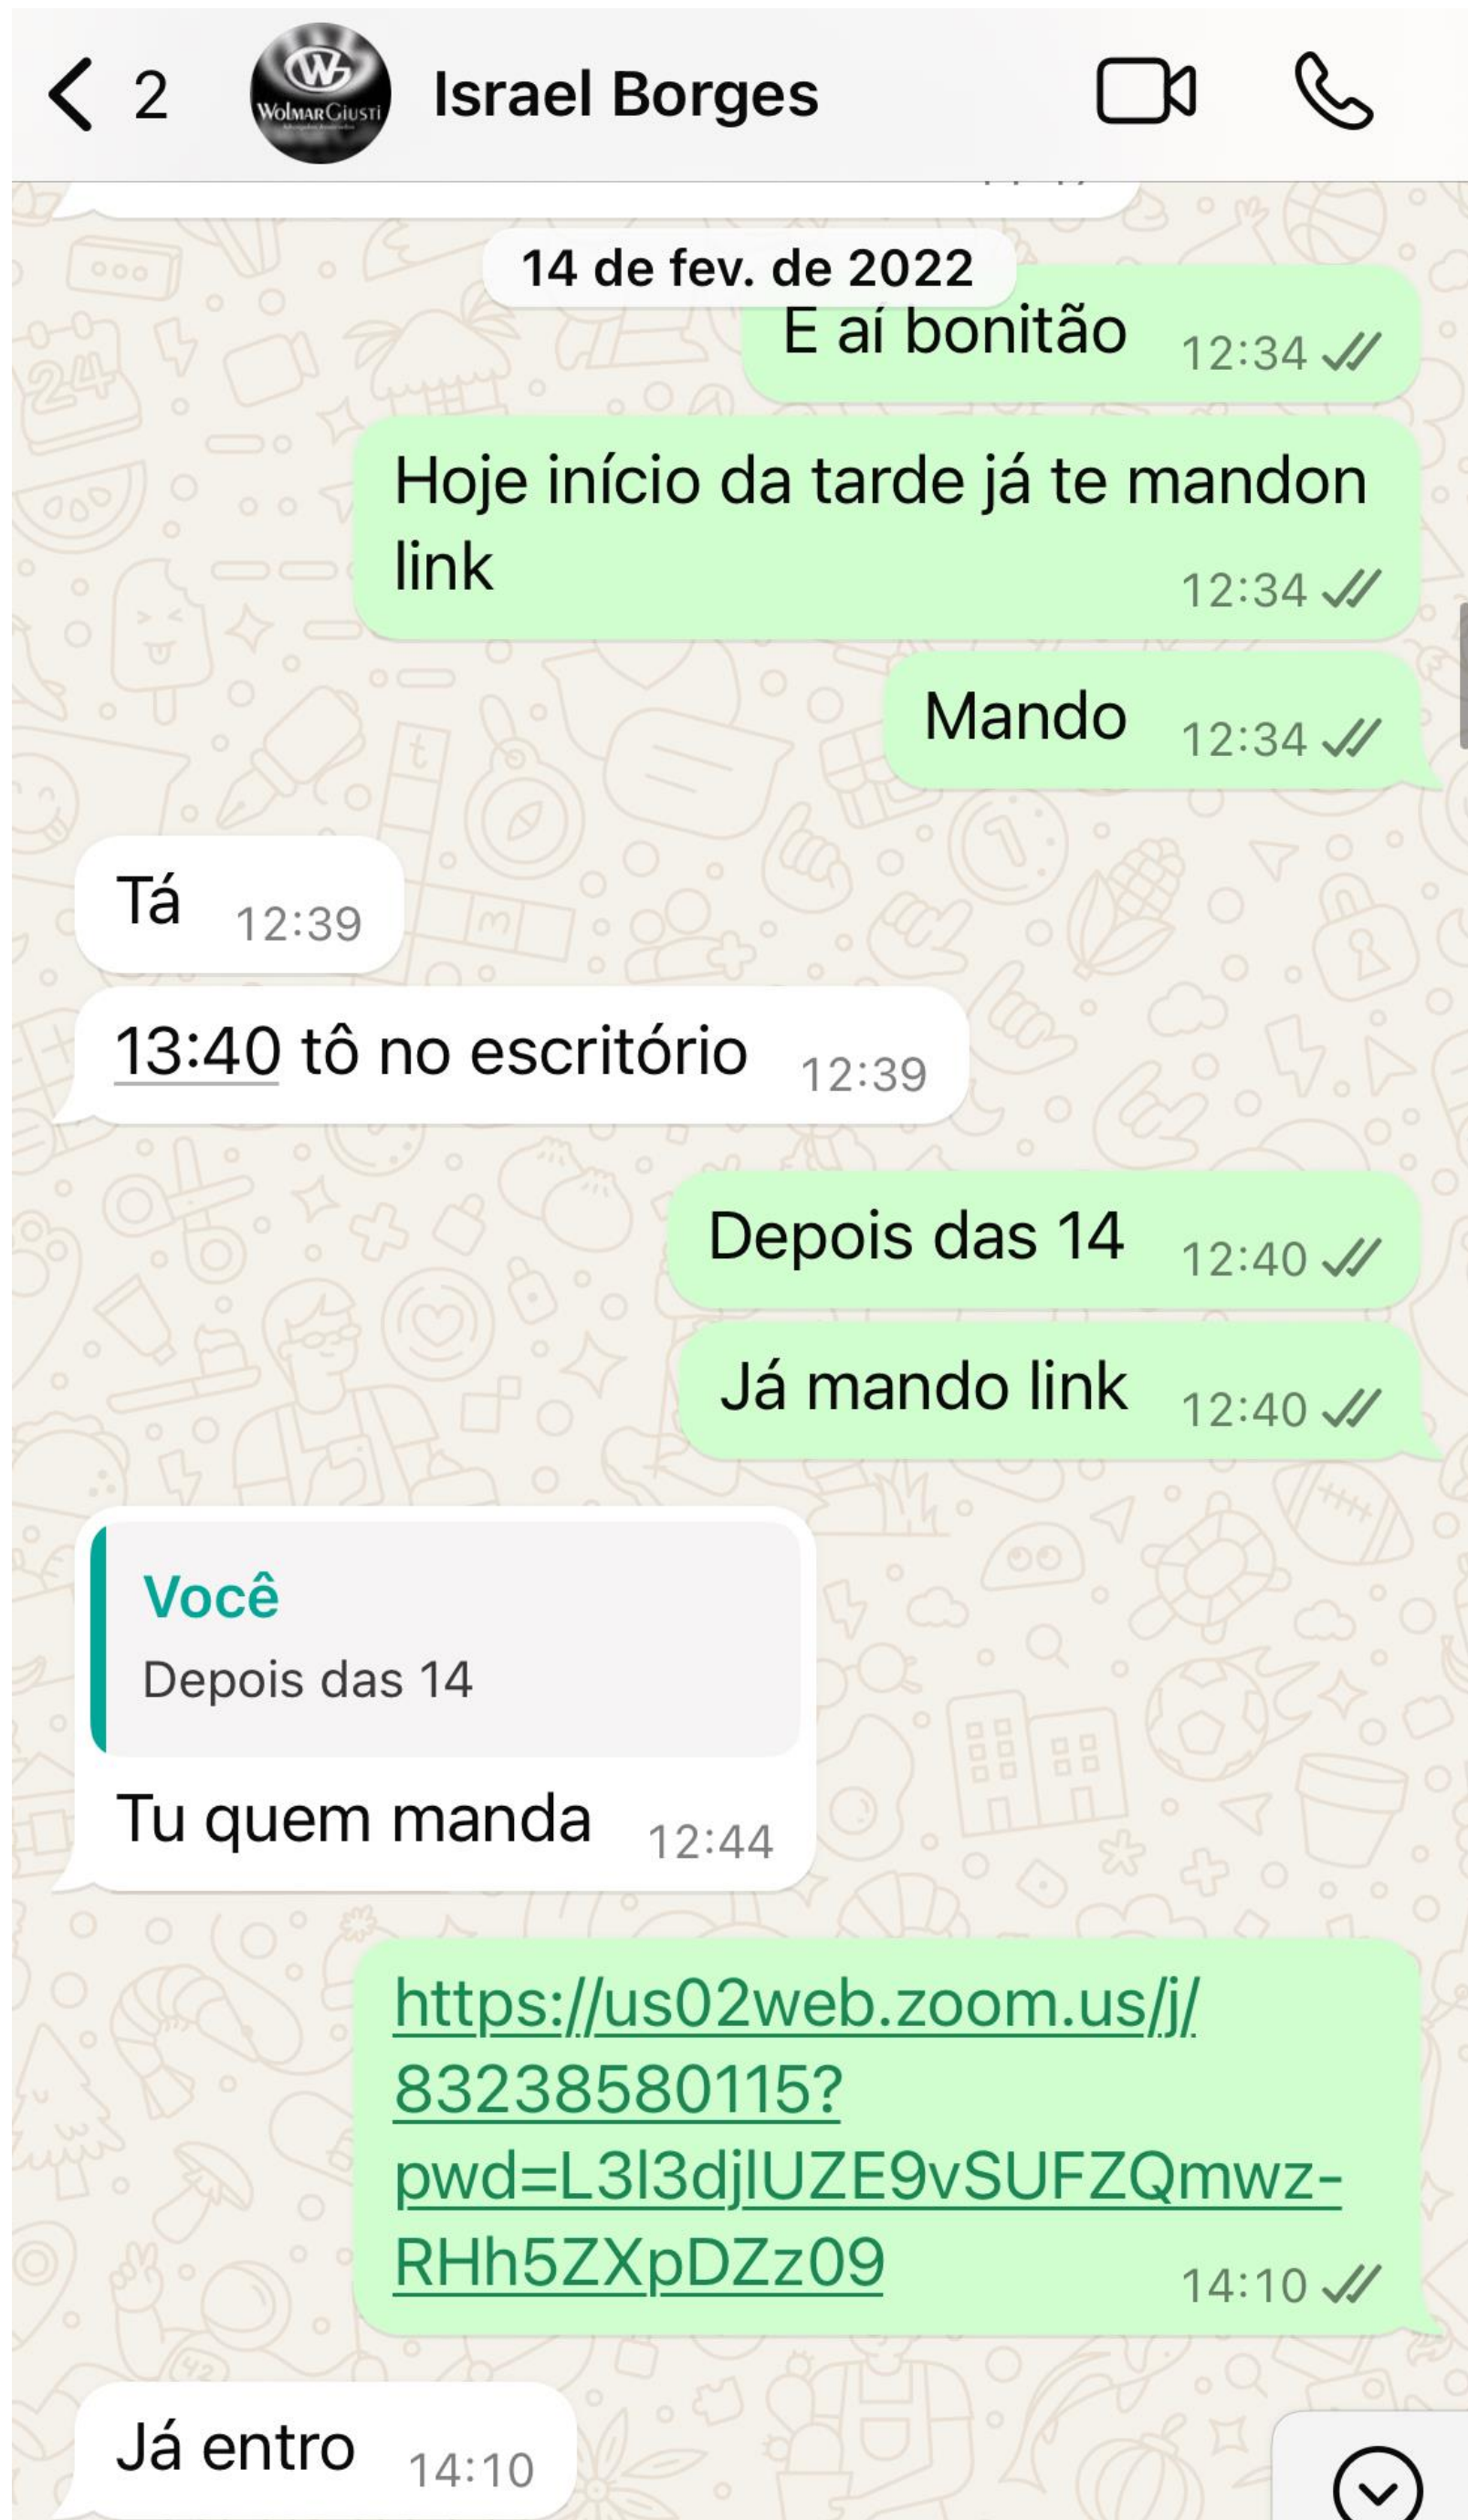 2
WG
WOLMARGIUSTI
Israel Borges
14 de fev. de 2022
E aí bonitão
12:34
Hoje início da tarde já te mandon
link
12:34
Mando
12:34
Tá
12:39
13:40 tô no escritório
12:39
Depois das 14
12:40
Já mando link
12:40
Você
Depois das 14
Tu quem manda
12:44
https://us02web.zoom.us/j/
83238580115?
pwd=L3l3djlUZE9vSUFZQmwz-
RHh5ZXpDZz09
14:10
Já entro
14:10